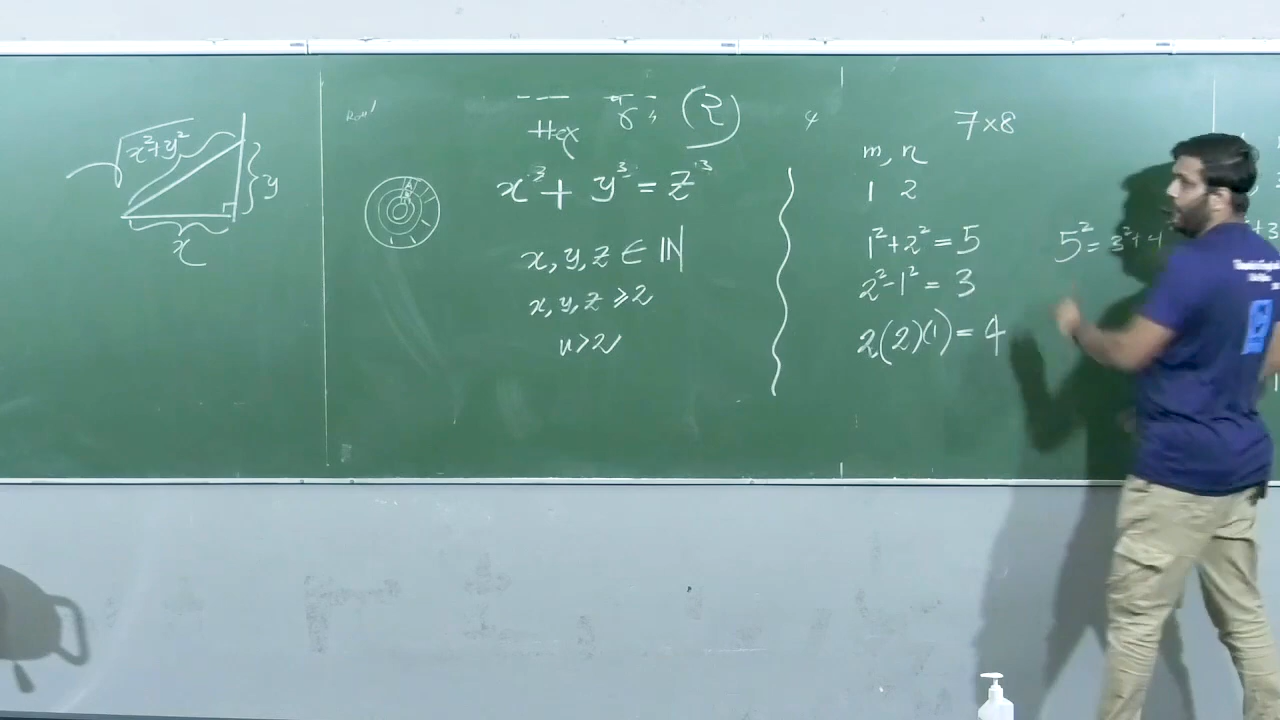 √x²+y²
y
x
Hex
(२)
x³ + y³ = z³
x, y, z ∈ ℕ
x, y, z ≥ 2
n > 2
4
7×8
m, n
1 2
1²+2² = 5
2²-1² = 3
2(2)(1) = 4
5² = 3²+4